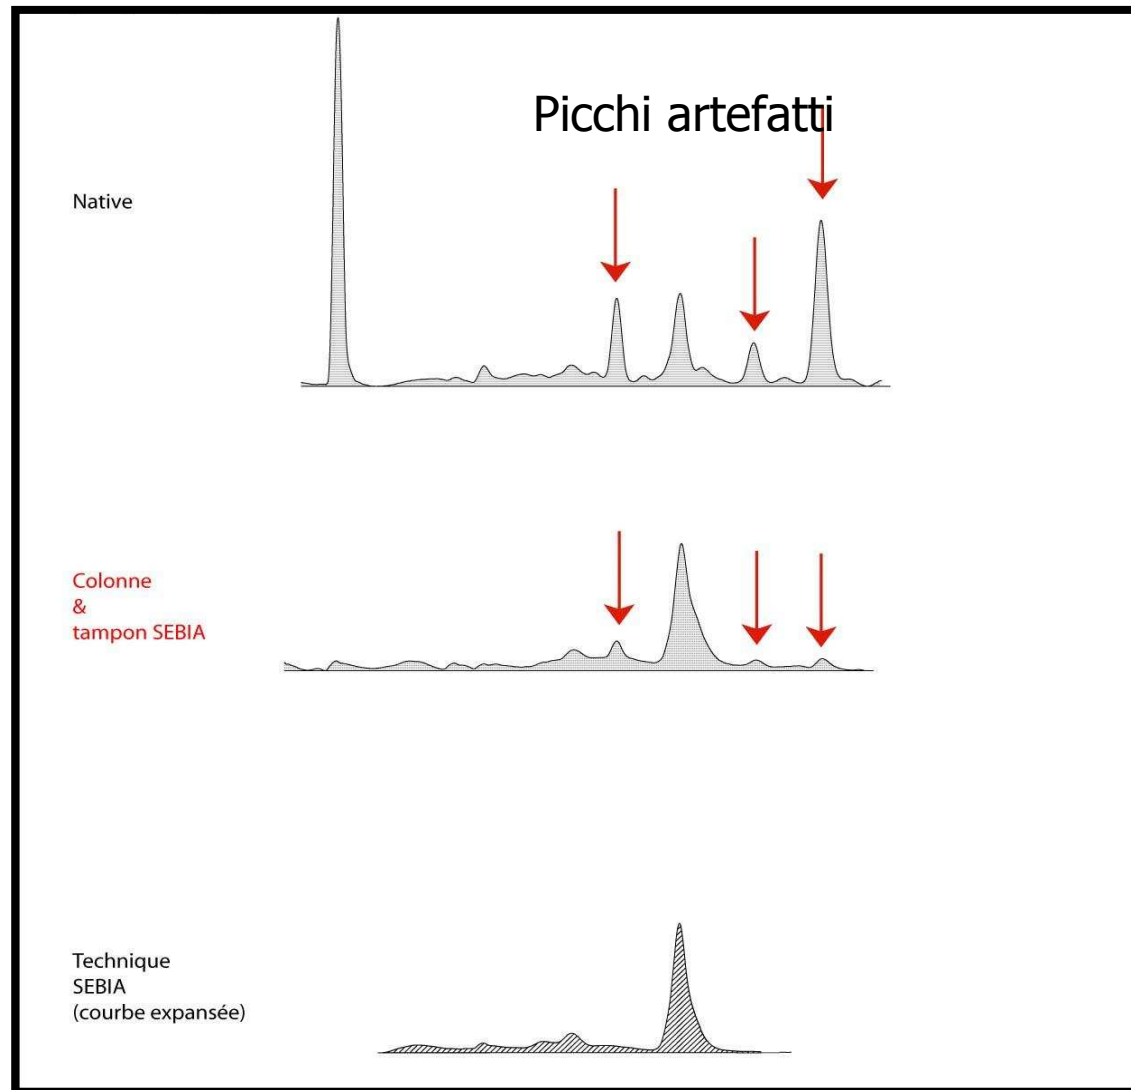 Picchi artefatti
Native
Colonne
&
tampon SEBIA
Technique
SEBIA
(courbe expansée)